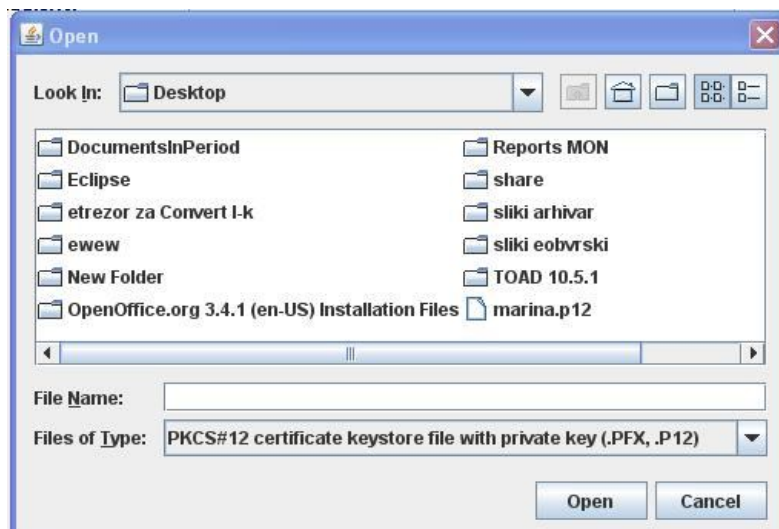 Open
Look In: Desktop
DocumentsInPeriod
Eclipse
etrezor za Convert I-k
ewew
New Folder
OpenOffice.org 3.4.1 (en-US) Installation Files
Reports MON
share
sliki arhivar
sliki eobvrski
TOAD 10.5.1
marina.p12
File Name:
Files of Type: PKCS#12 certificate keystore file with private key (.PFX, .P12)
Open Cancel